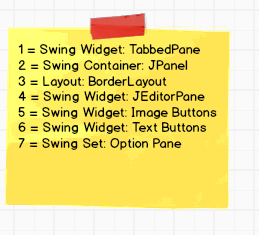 1 = Swing Widget: TabbedPane
2 = Swing Container: JPanel
3 = Layout: BorderLayout
4 = Swing Widget: JEditorPane
5 = Swing Widget: Image Buttons
6 = Swing Widget: Text Buttons
7 = Swing Set: Option Pane